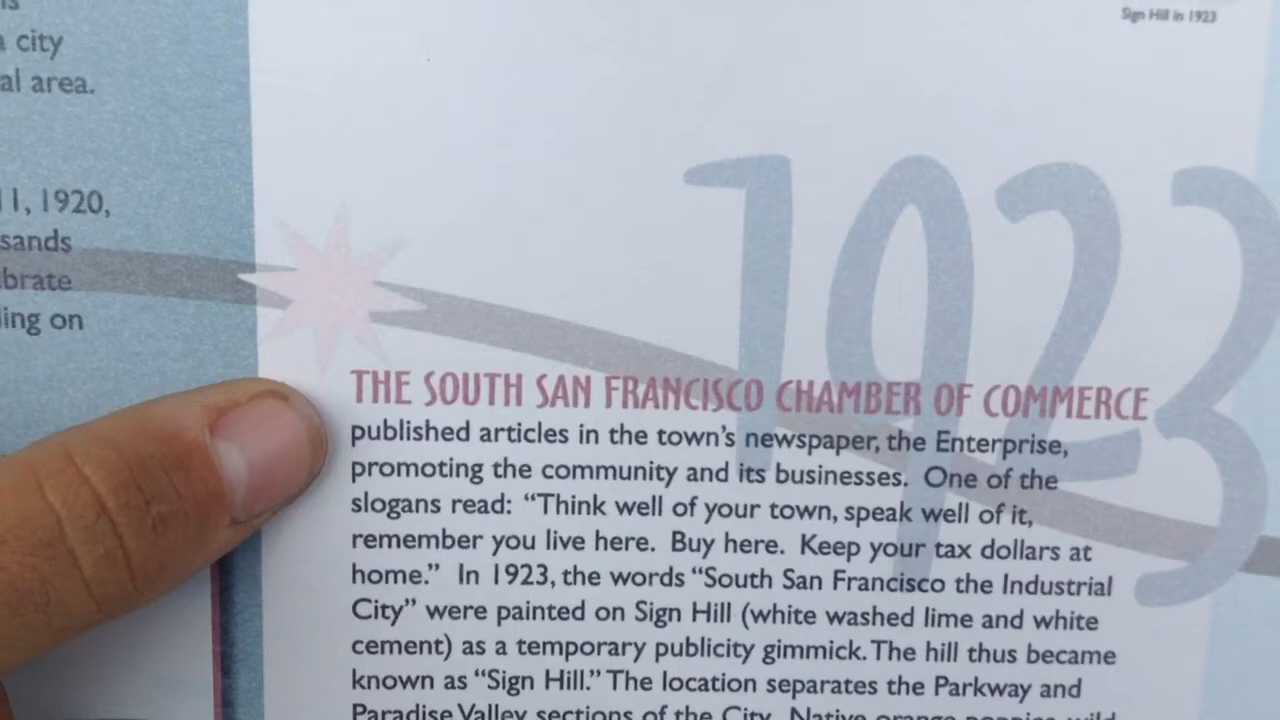 a city
al area.
11, 1920,
sands
brate
ing on
Sign Hill in 1923
1923
THE SOUTH SAN FRANCISCO CHAMBER OF COMMERCE
published articles in the town's newspaper, the Enterprise,
promoting the community and its businesses. One of the
slogans read: “Think well of your town, speak well of it,
remember you live here. Buy here. Keep your tax dollars at
home.” In 1923, the words “South San Francisco the Industrial
City” were painted on Sign Hill (white washed lime and white
cement) as a temporary publicity gimmick. The hill thus became
known as “Sign Hill.” The location separates the Parkway and
Paradise Valley sections of the City. Native orange poppies, wild